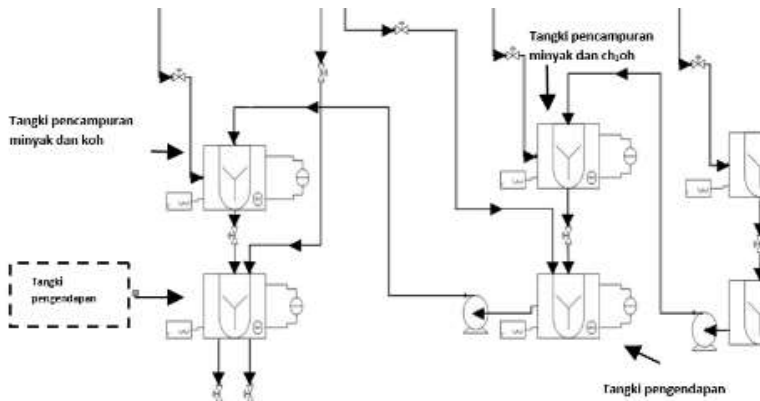 Tangki pencampuran
minyak dan ch₃oh
Tangki pencampuran
minyak dan koh
Tangki
pengendapan
Tangki pengendapan